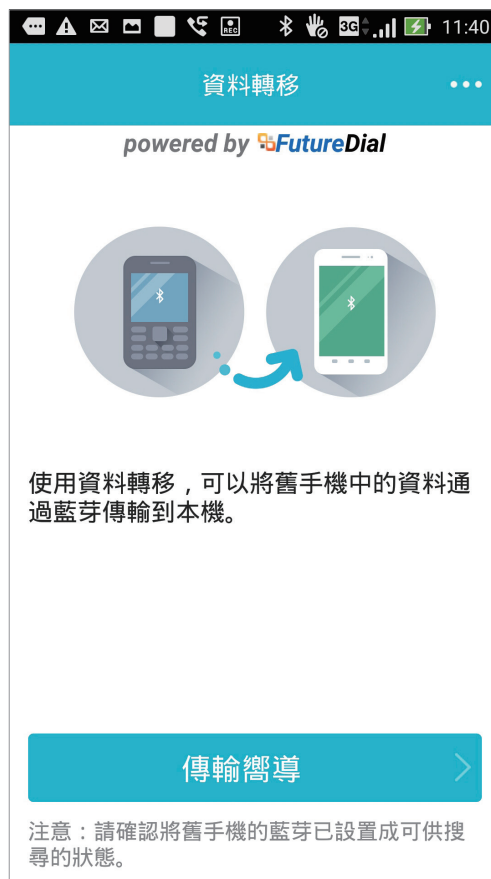 3G 11:40
資料轉移
powered by FutureDial
使用資料轉移，可以將舊手機中的資料通
過藍芽傳輸到本機。
傳輸嚮導
注意：請確認將舊手機的藍芽已設置成可供搜
尋的狀態。